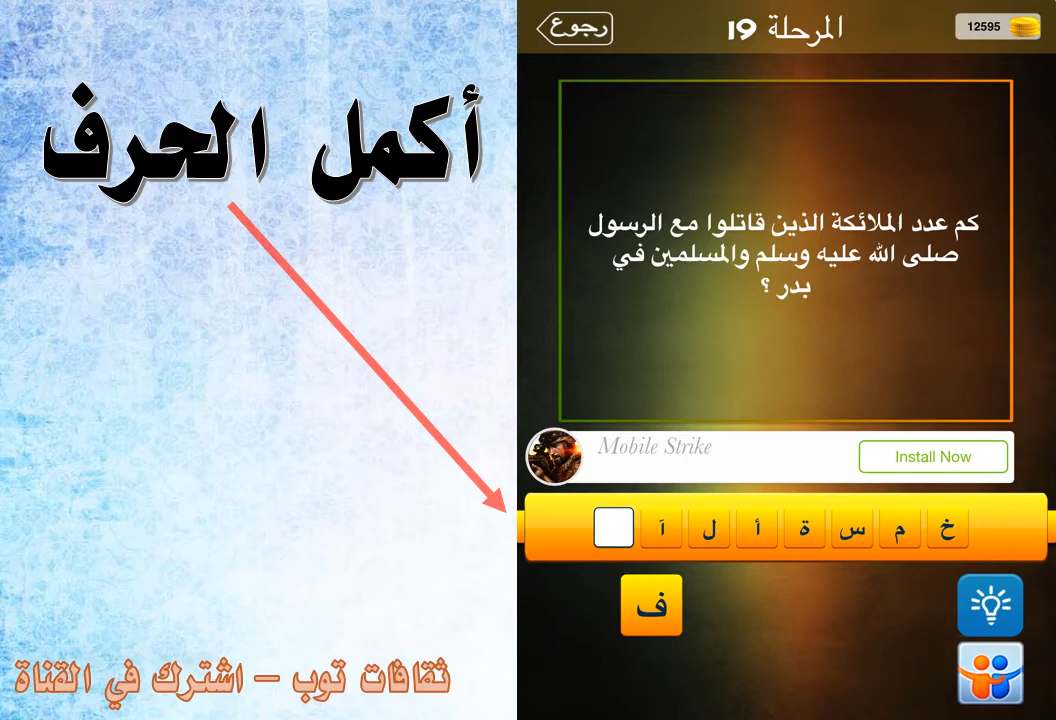 أكمل الحرف
ثقافات توب – اشترك في القناة
رجوع
المرحلة 19
12595
كم عدد الملائكة الذين قاتلوا مع الرسول
صلى الله عليه وسلم والمسلمين في
بدر ؟
Mobile Strike
Install Now
خ م س ة أ ل آ
ف